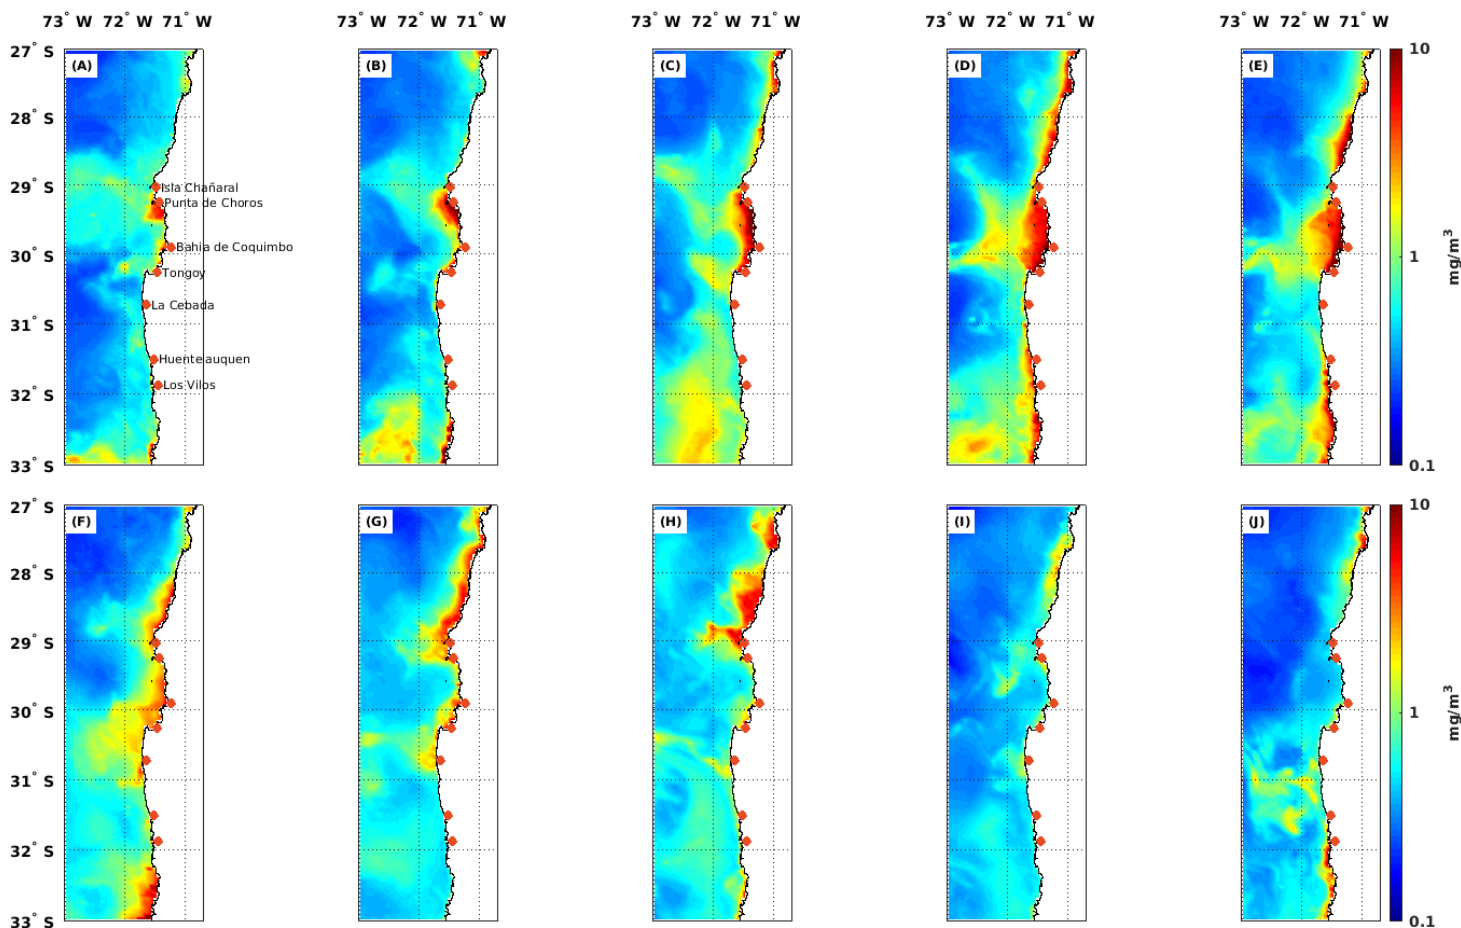 73° W 72° W 71° W 73° W 72° W 71° W 73° W 72° W 71° W 73° W 72° W 71° W 73° W 72° W 71° W
27° S
28° S
29° S
30° S
31° S
32° S
33° S
(A)
Isla Chañaral
Punta de Choros
Bahia de Coquimbo
Tongoy
La Cebada
Huenteauquen
Los Vilos
(B)
(C)
(D)
(E)
10
1
0.1
mg/m³
27° S
28° S
29° S
30° S
31° S
32° S
33° S
(F)
(G)
(H)
(I)
(J)
10
1
0.1
mg/m³